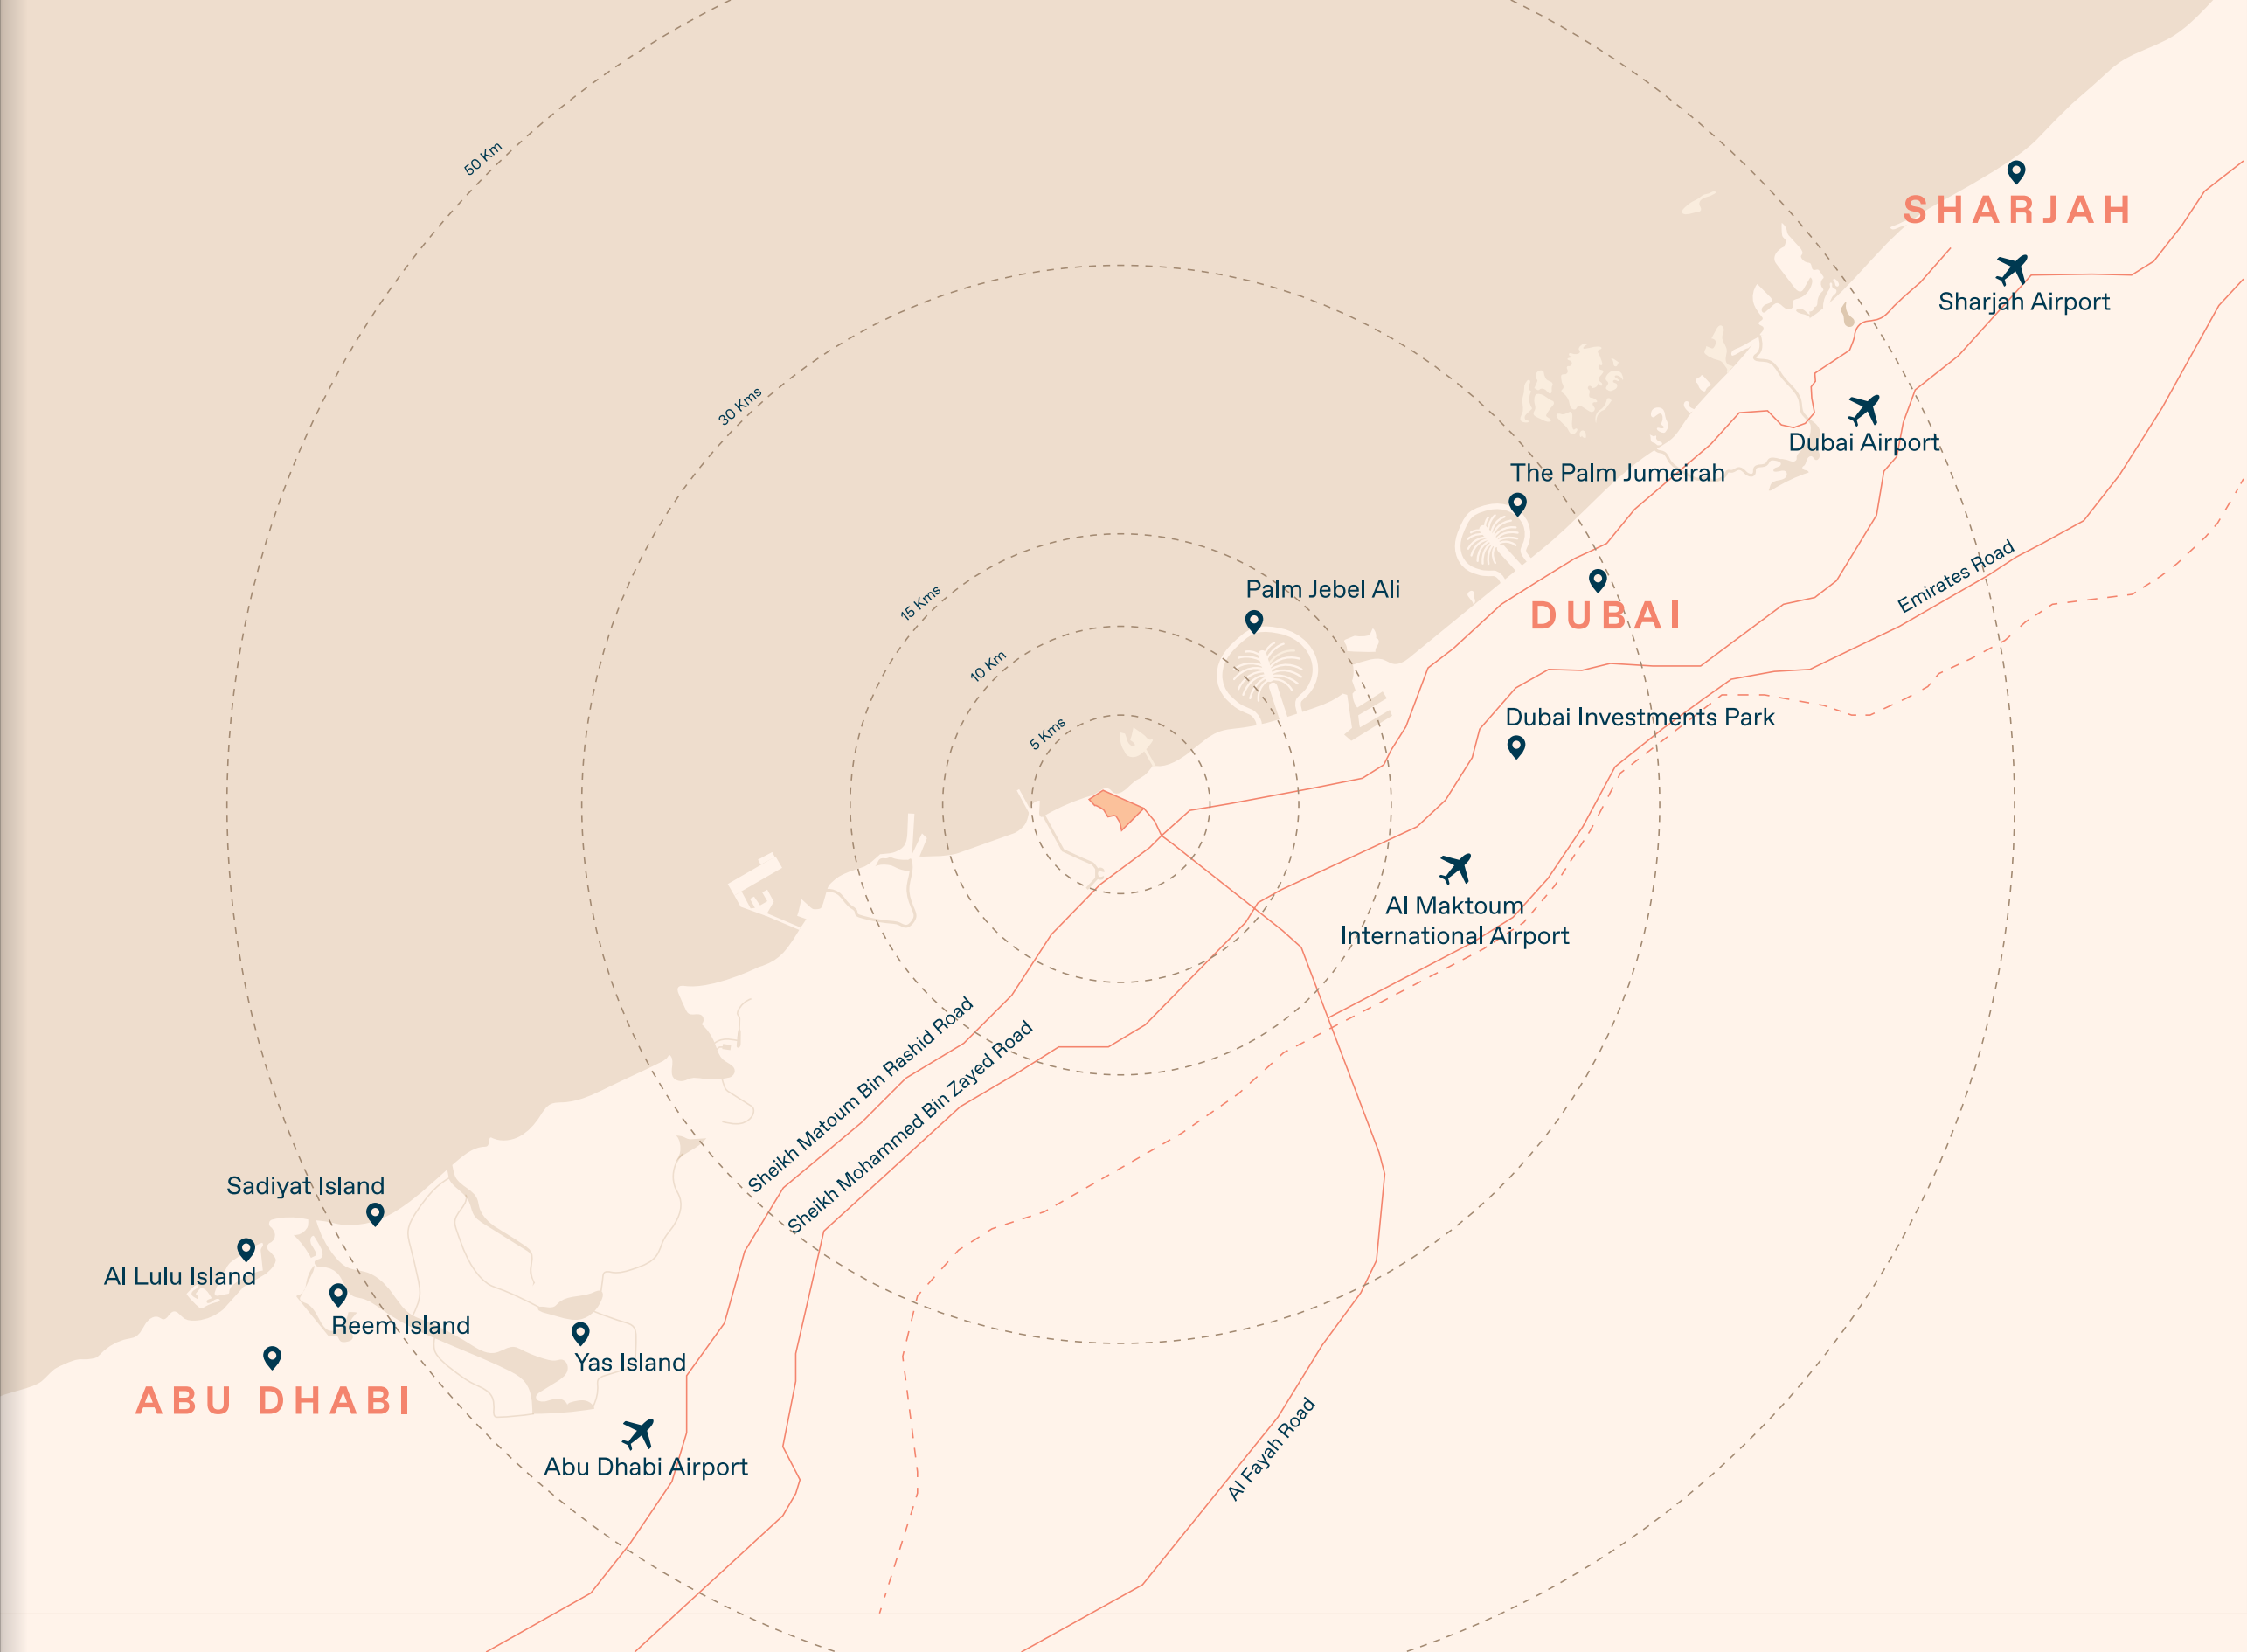 50 Km
SHARJAH
Sharjah Airport
30 Kms
Dubai Airport
The Palm Jumeirah
Emirates Road
15 Kms
Palm Jebel Ali
DUBAI
10 Km
5 Kms
Dubai Investments Park
Al Maktoum
International Airport
Sheikh Matoum Bin Rashid Road
Sheikh Mohammed Bin Zayed Road
Sadiyat Island
Al Lulu Island
Reem Island
Yas Island
ABU DHABI
Abu Dhabi Airport
Al Fayah Road